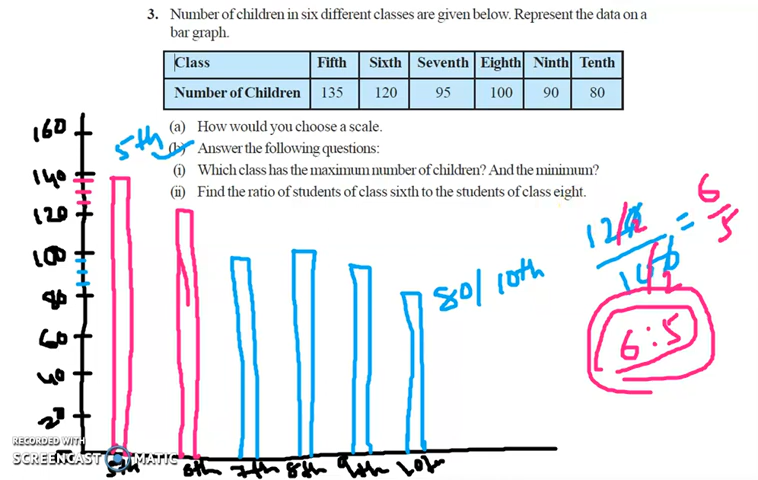 3. Number of children in six different classes are given below. Represent the data on a
bar graph.
Class Fifth Sixth Seventh Eighth Ninth Tenth
Number of Children 135 120 95 100 90 80
(a) How would you choose a scale.
(b) Answer the following questions:
(i) Which class has the maximum number of children? And the minimum?
(ii) Find the ratio of students of class sixth to the students of class eight.
5th
160
140
120
100
80
60
40
20
80/10th
= 6/5
6:5
5th 6th 7th 8th 9th
RECORDED WITH
SCREENCAST MATIC